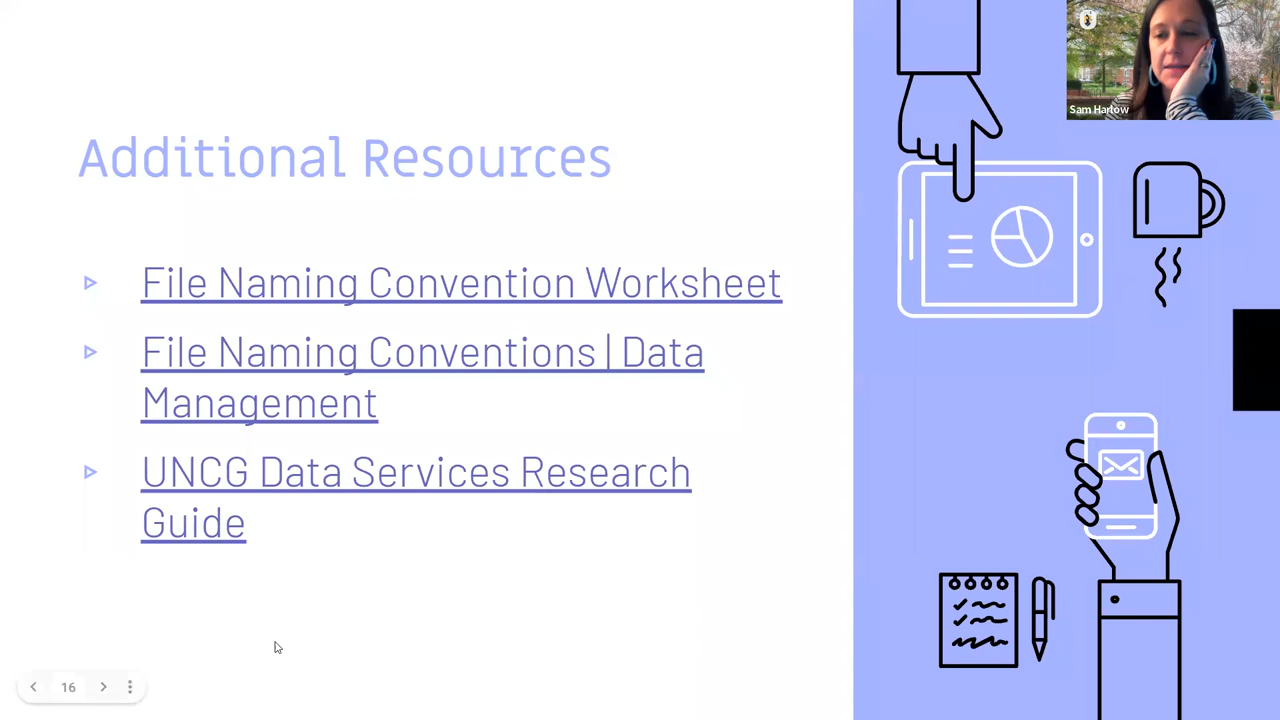 Sam Harlow
Additional Resources
File Naming Convention Worksheet
File Naming Conventions | Data
Management
UNCG Data Services Research
Guide
16